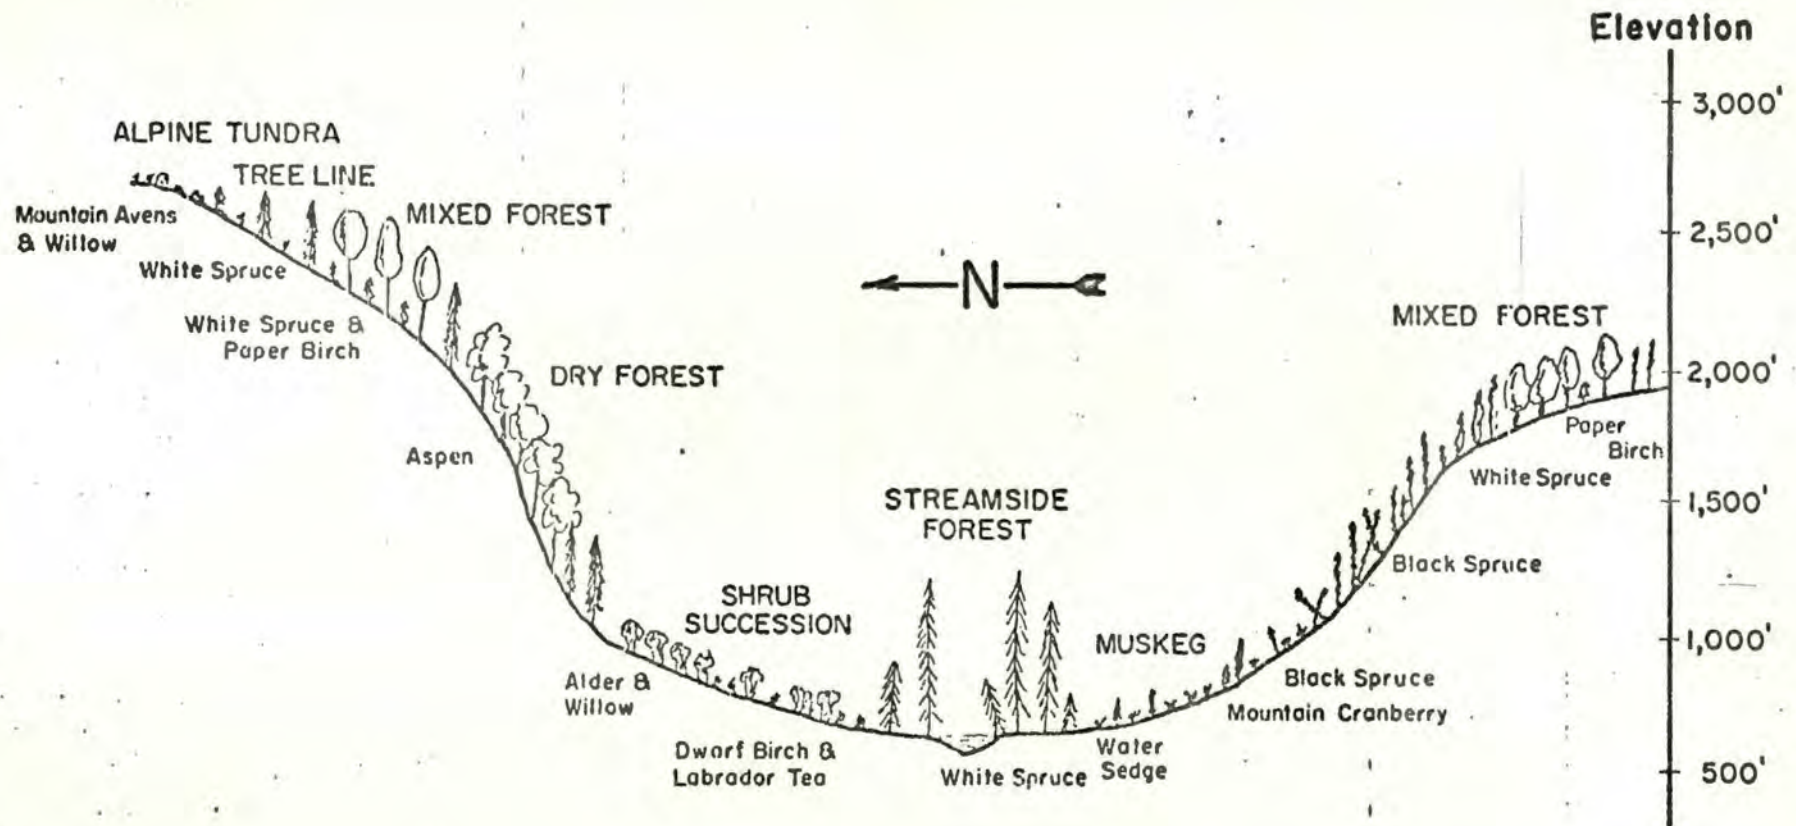 Elevation
3,000'
2,500'
2,000'
1,500'
1,000'
500'
ALPINE TUNDRA
TREE LINE
Mountain Avens
& Willow
MIXED FOREST
White Spruce
White Spruce &
Paper Birch
DRY FOREST
Aspen
N
STREAMSIDE
FOREST
SHRUB
SUCCESSION
Alder &
Willow
Dwarf Birch &
Labrador Tea
White Spruce
MUSKEG
Water
Sedge
Black Spruce
Mountain Cranberry
Black Spruce
MIXED FOREST
White Spruce
Paper
Birch